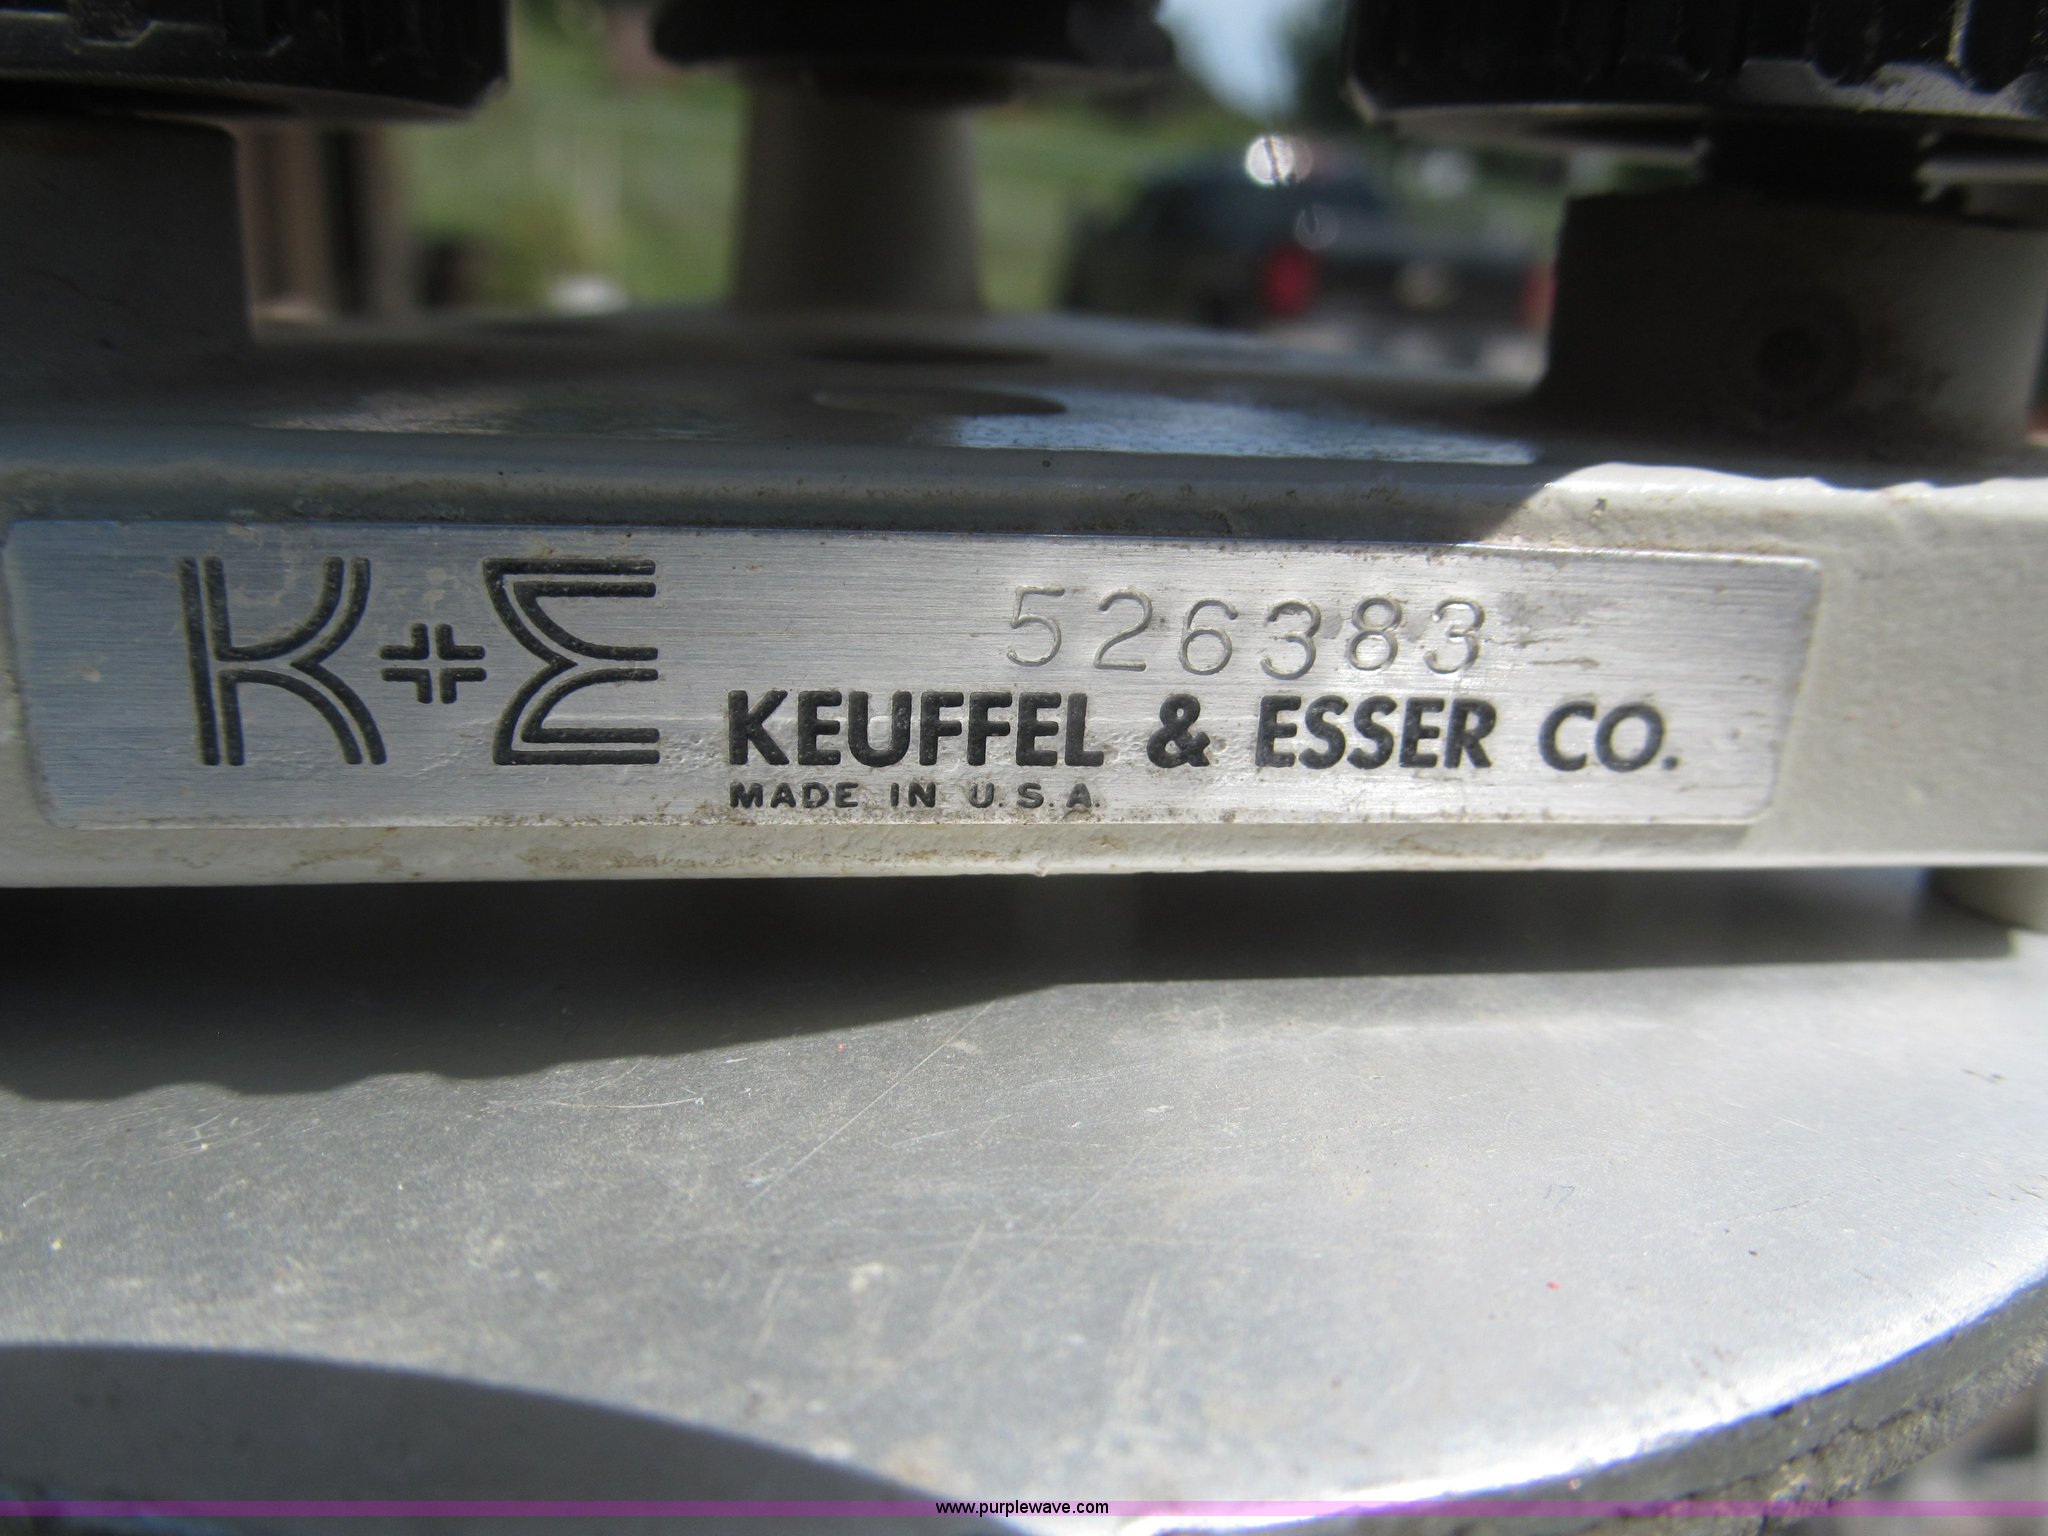 K+E
526383
KEUFFEL & ESSER CO.
MADE IN U.S.A.
www.purplewave.com